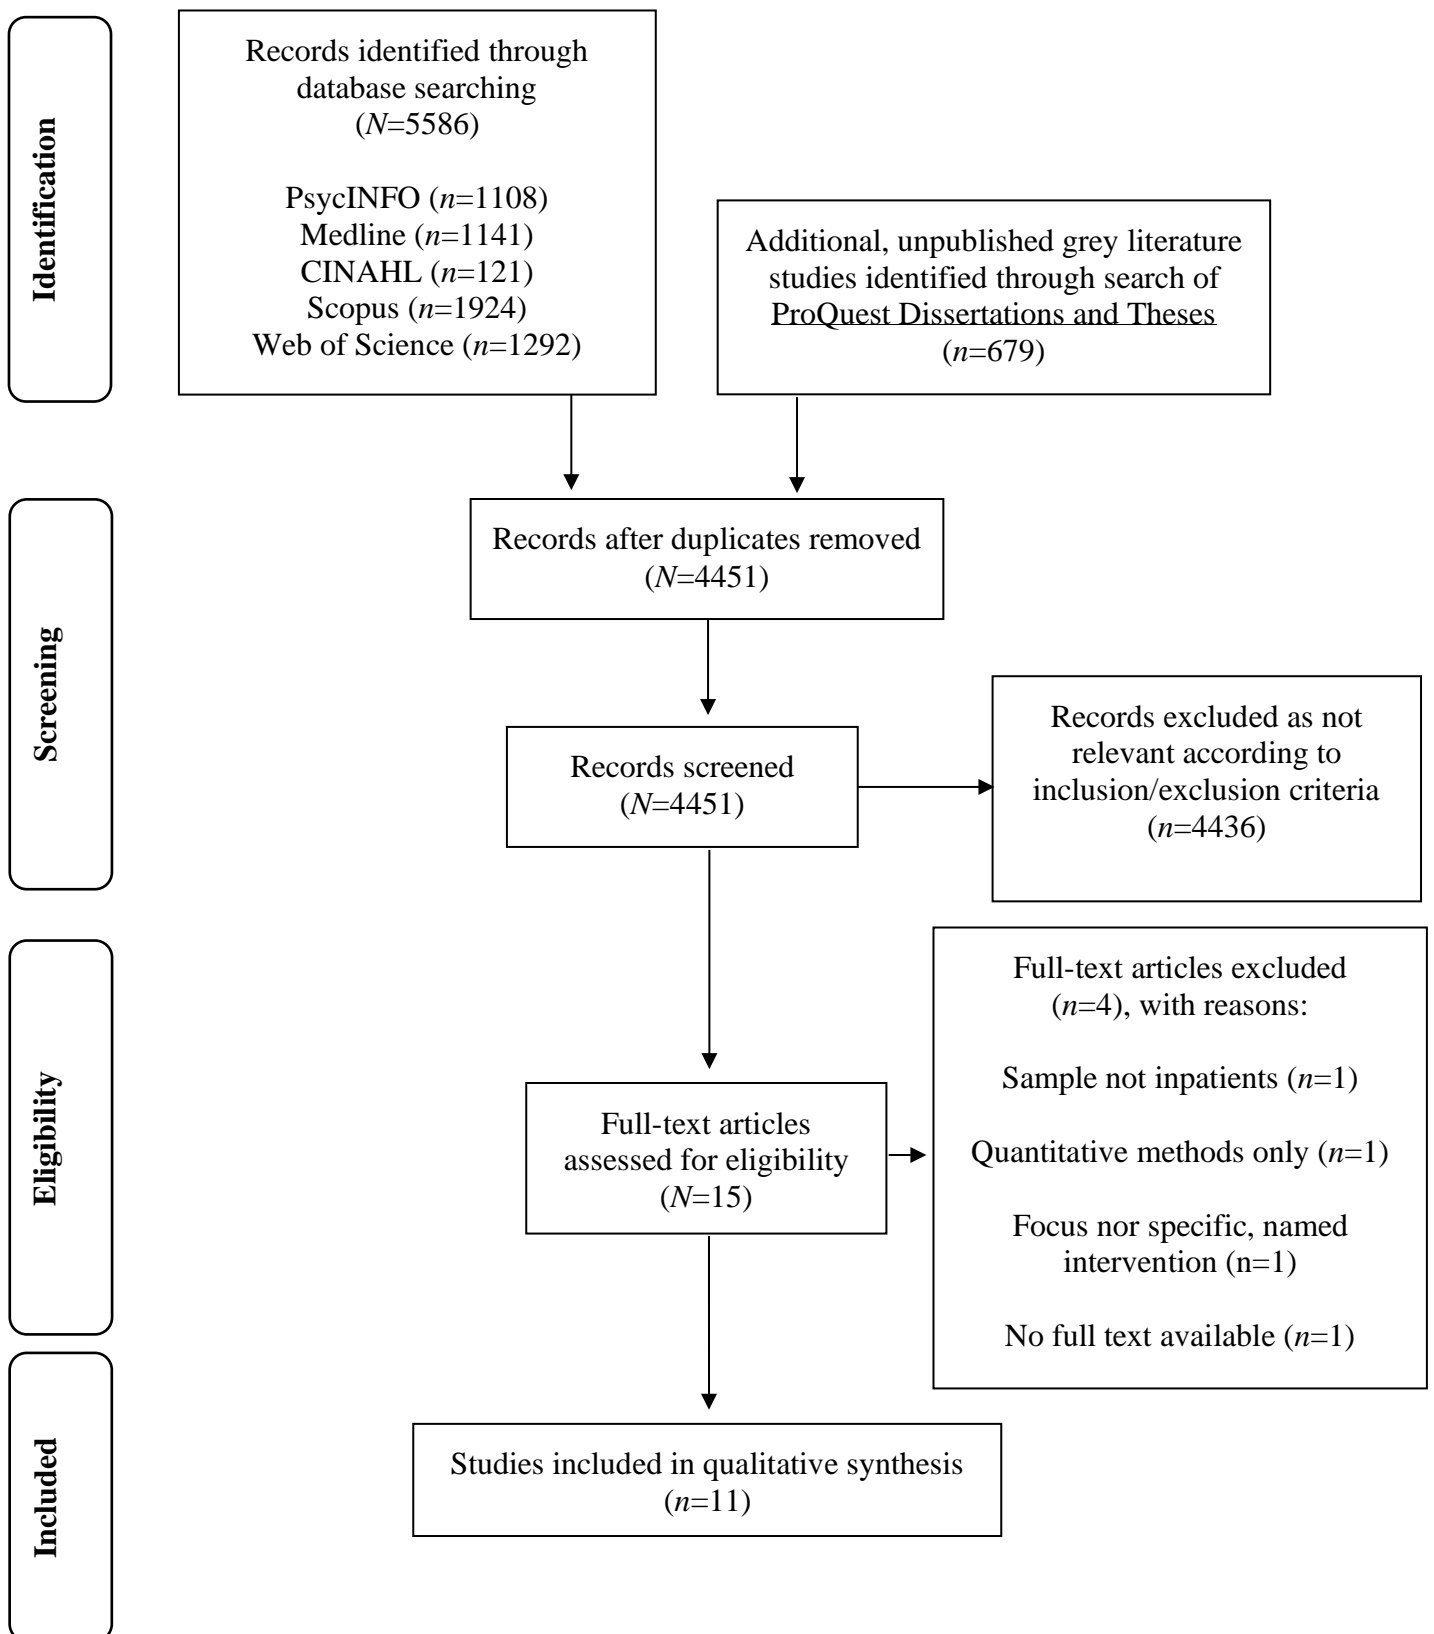 Identification
Records identified through
database searching
(N=5586)
PsycINFO (n=1108)
Medline (n=1141)
CINAHL (n=121)
Scopus (n=1924)
Web of Science (n=1292)
Additional, unpublished grey literature
studies identified through search of
ProQuest Dissertations and Theses
(n=679)
Screening
Records after duplicates removed
(N=4451)
Records screened
(N=4451)
Records excluded as not
relevant according to
inclusion/exclusion criteria
(n=4436)
Eligibility
Full-text articles
assessed for eligibility
(N=15)
Full-text articles excluded
(n=4), with reasons:
Sample not inpatients (n=1)
Quantitative methods only (n=1)
Focus nor specific, named
intervention (n=1)
No full text available (n=1)
Included
Studies included in qualitative synthesis
(n=11)